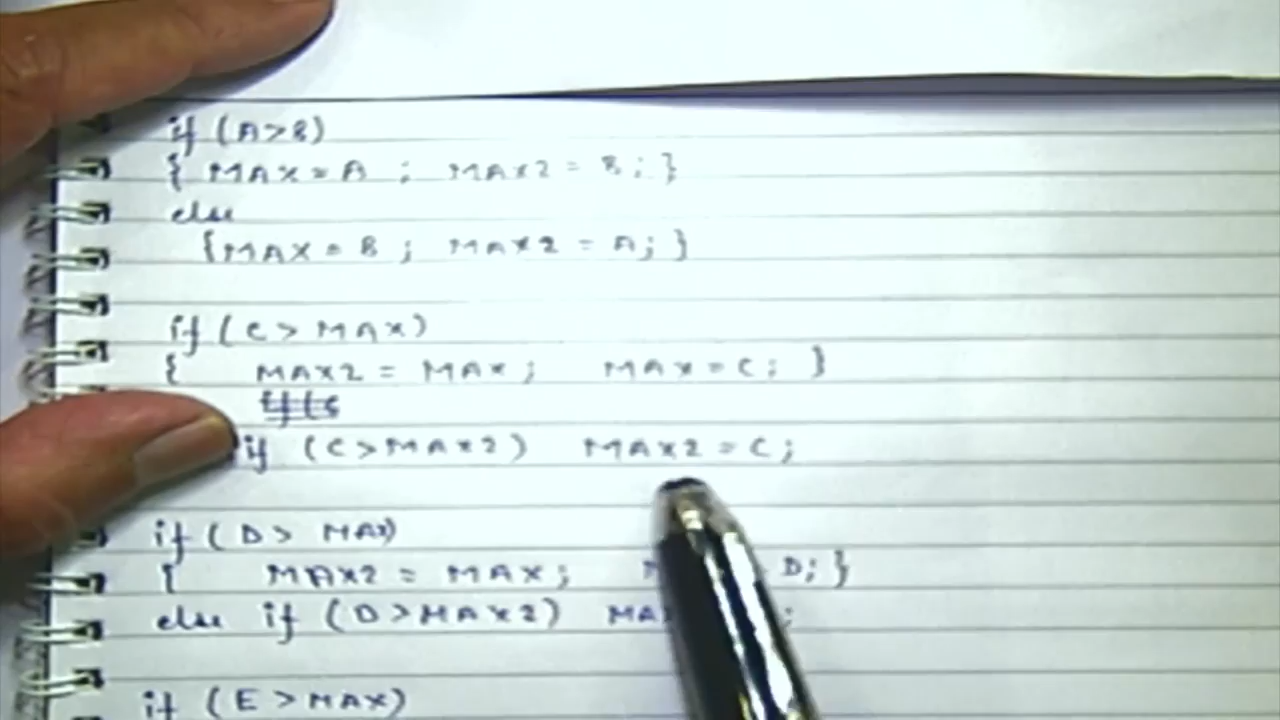 if (A>B)
{ MAX = A ; MAX2 = B ; }
else
{MAX = B ; MAX2 = A; }
if ( C > MAX)
{ MAX2 = MAX; MAX = C; }
if (C > MAX2) MAX2 = C;
if ( D > MAX)
{ MAX2 = MAX; D; }
else if (D > MAX2) ;
if (E > MAX)